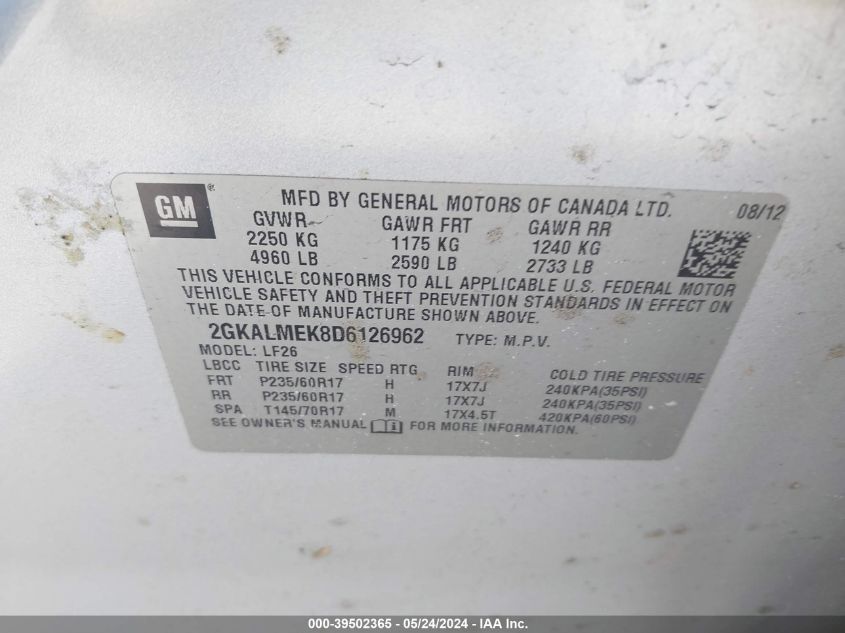 GM®
MFD BY GENERAL MOTORS OF CANADA LTD. 08/12
GVWR GAWR FRT GAWR RR
2250 KG 1175 KG 1240 KG
4960 LB 2590 LB 2733 LB
THIS VEHICLE CONFORMS TO ALL APPLICABLE U.S. FEDERAL MOTOR
VEHICLE SAFETY AND THEFT PREVENTION STANDARDS IN EFFECT ON
THE DATE OF MANUFACTURE SHOWN ABOVE.
2GKALMEK8D6126962 TYPE: M.P.V.
MODEL: LF26
LBCC TIRE SIZE SPEED RTG RIM COLD TIRE PRESSURE
FRT P235/60R17 H 17X7J 240KPA(35PSI)
RR P235/60R17 H 17X7J 240KPA(35PSI)
SPA T145/70R17 M 17X4.5T 420KPA(60PSI)
SEE OWNER'S MANUAL i FOR MORE INFORMATION.
000-39502365 - 05/24/2024 - IAA Inc.